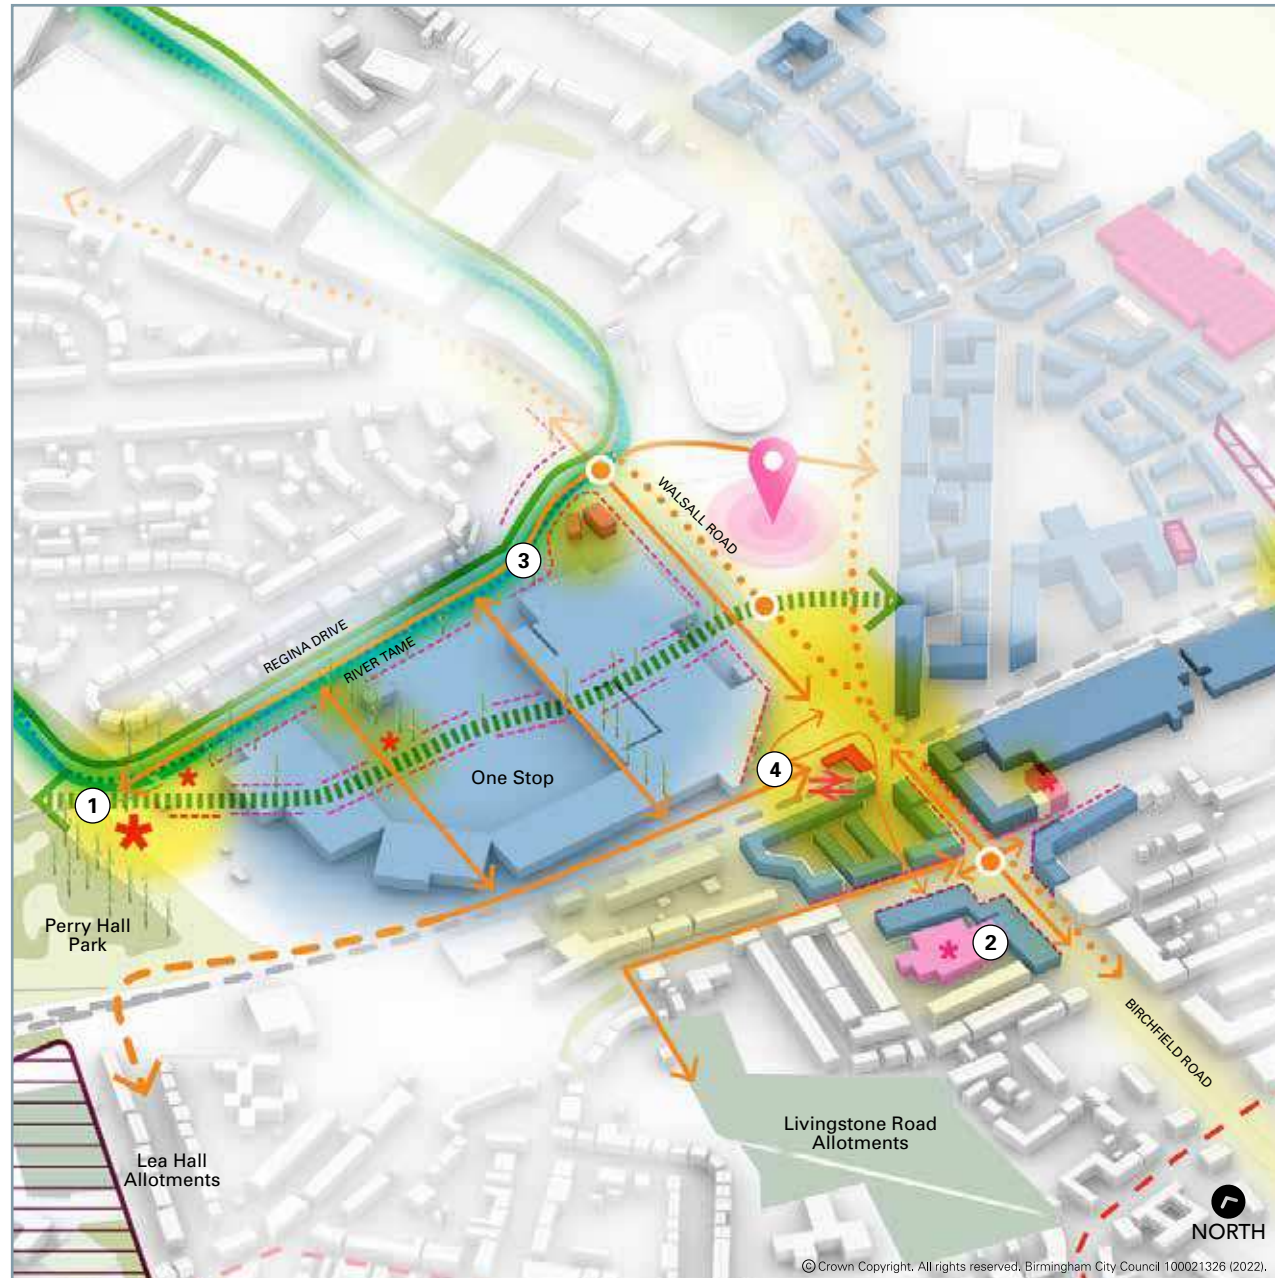 WALSALL ROAD
3
REGINA DRIVE
RIVER TAME
One Stop
4
1
Perry Hall
Park
2
BIRCHFIELD ROAD
Livingstone Road
Allotments
Lea Hall
Allotments
NORTH
© Crown Copyright. All rights reserved. Birmingham City Council 100021326 (2022).